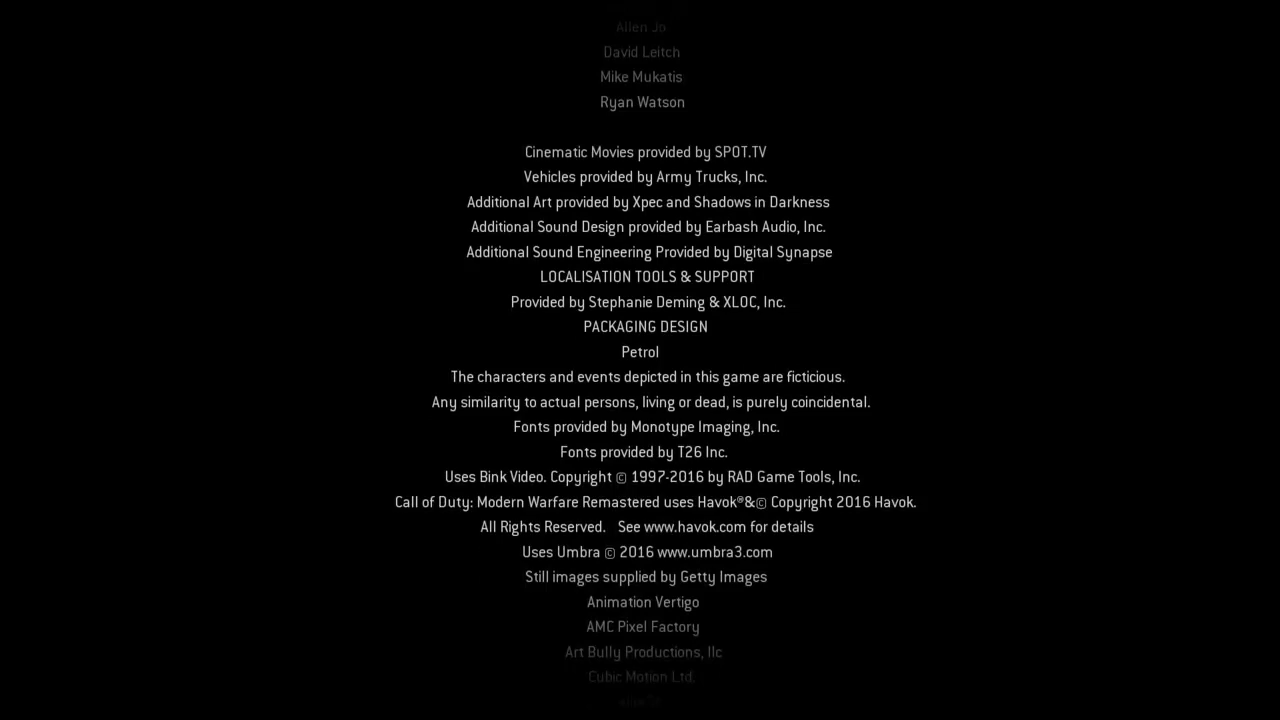 Allen Jo
David Leitch
Mike Mukatis
Ryan Watson
Cinematic Movies provided by SPOT.TV
Vehicles provided by Army Trucks, Inc.
Additional Art provided by Xpec and Shadows in Darkness
Additional Sound Design provided by Earbash Audio, Inc.
Additional Sound Engineering Provided by Digital Synapse
LOCALISATION TOOLS & SUPPORT
Provided by Stephanie Deming & XLOC, Inc.
PACKAGING DESIGN
Petrol
The characters and events depicted in this game are ficticious.
Any similarity to actual persons, living or dead, is purely coincidental.
Fonts provided by Monotype Imaging, Inc.
Fonts provided by T26 Inc.
Uses Bink Video. Copyright © 1997-2016 by RAD Game Tools, Inc.
Call of Duty: Modern Warfare Remastered uses Havok®&© Copyright 2016 Havok.
All Rights Reserved. See www.havok.com for details
Uses Umbra © 2016 www.umbra3.com
Still images supplied by Getty Images
Animation Vertigo
AMC Pixel Factory
Art Bully Productions, llc
Cubic Motion Ltd.